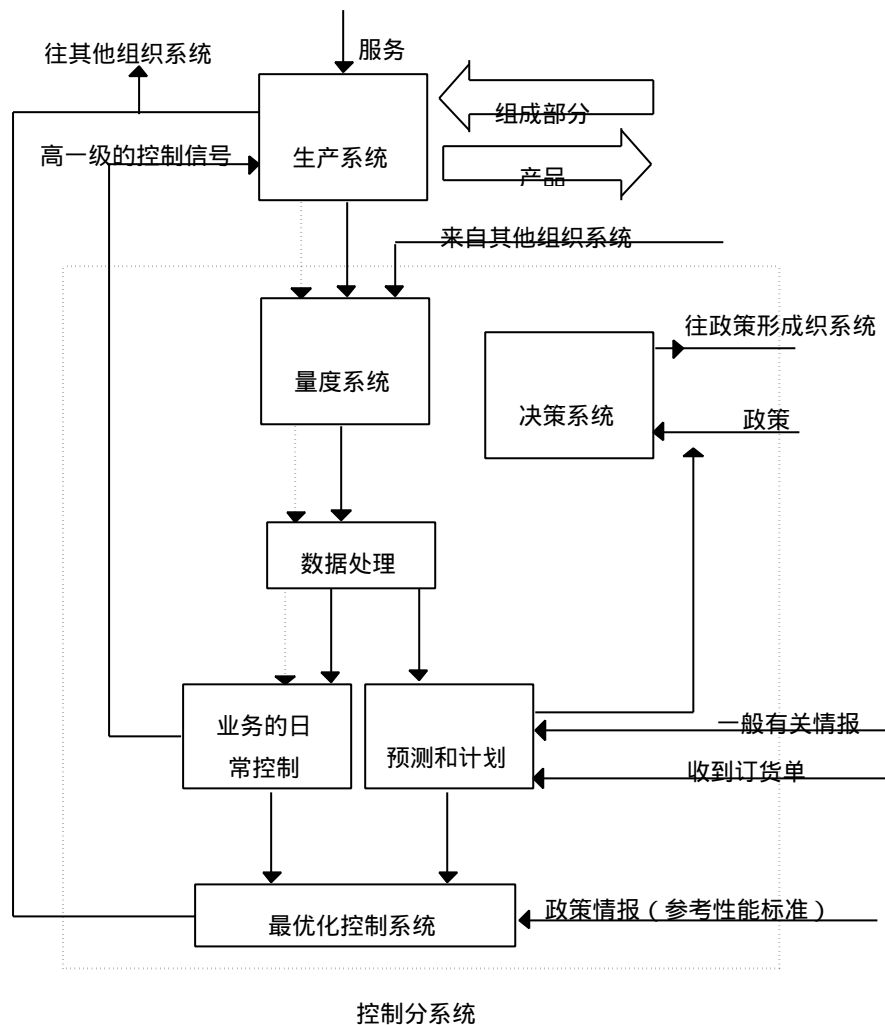 服务
往其他组织系统
组成部分
高一级的控制信号
生产系统
产品
来自其他组织系统
往政策形成织系统
量度系统
决策系统
政策
数据处理
业务的日
常控制
一般有关情报
预测和计划
收到订货单
政策情报（参考性能标准）
最优化控制系统
控制分系统